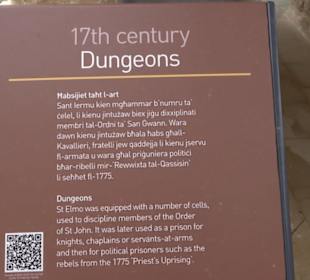 17th century
Dungeons
Mabsijiet taħt l-art
Sant Iermu kien mgħammar b'numru ta'
ċelel, li kienu jintużaw biex jiġu dixxiplinati
membri tal-Ordni ta' San Ġwann. Wara
dawn kienu jintużaw bħala ħabs għall-
Kavallieri, fratelli jew qaddejja li kienu jservu
fl-armata u wara għal priġuniera politiċi
bħar-ribelli mir-'Rewwixta tal-Qassisin'
li seħħet fl-1775.
Dungeons
St Elmo was equipped with a number of cells,
used to discipline members of the Order
of St John. It was later used as a prison for
knights, chaplains or servants-at-arms
and then for political prisoners such as the
rebels from the 1775 'Priest's Uprising'.